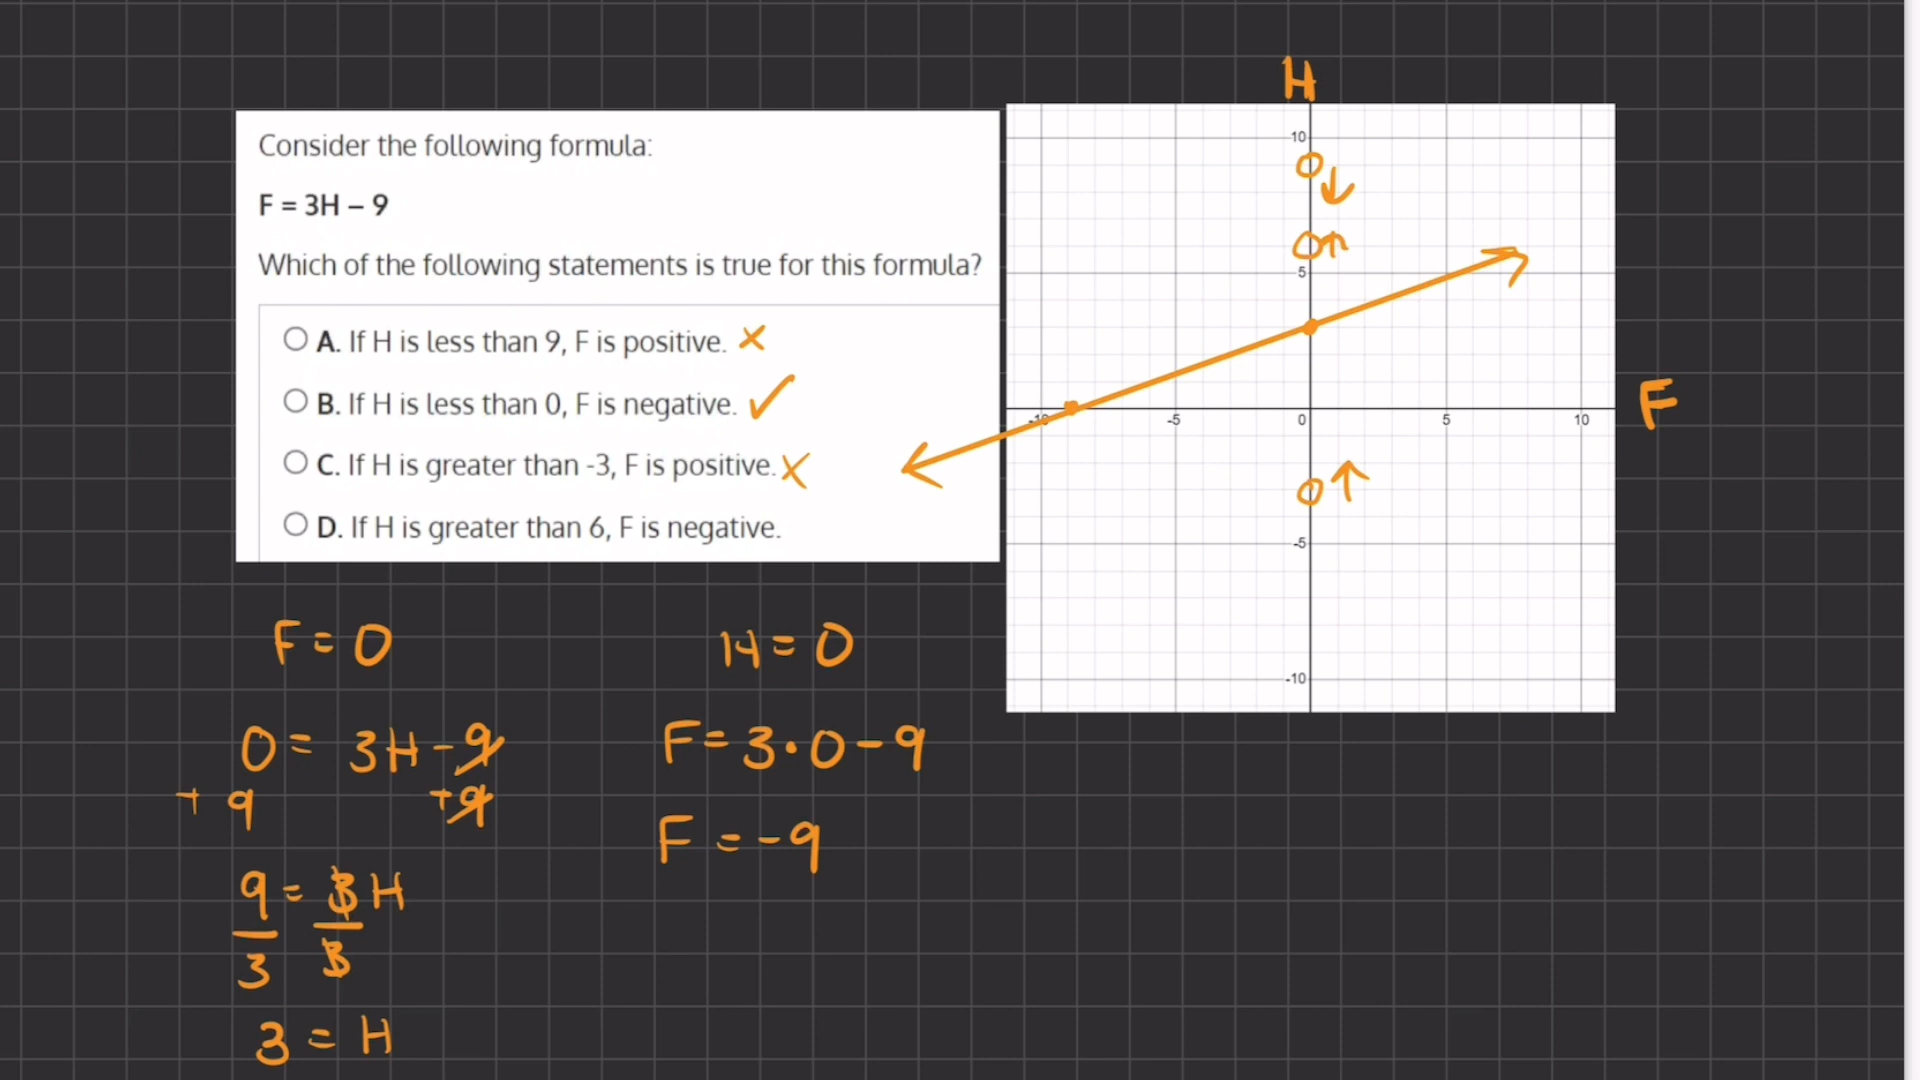 Consider the following formula:
F = 3H – 9
Which of the following statements is true for this formula?
A. If H is less than 9, F is positive. ✗
B. If H is less than 0, F is negative. ✓
C. If H is greater than -3, F is positive. ✗
D. If H is greater than 6, F is negative.
H
10
5
-10 -5 0 5 10
F
-5
-10
F = 0
0 = 3H - 9
+ 9 + 9
9 = 3H
3 3
3 = H
H = 0
F = 3 · 0 - 9
F = -9